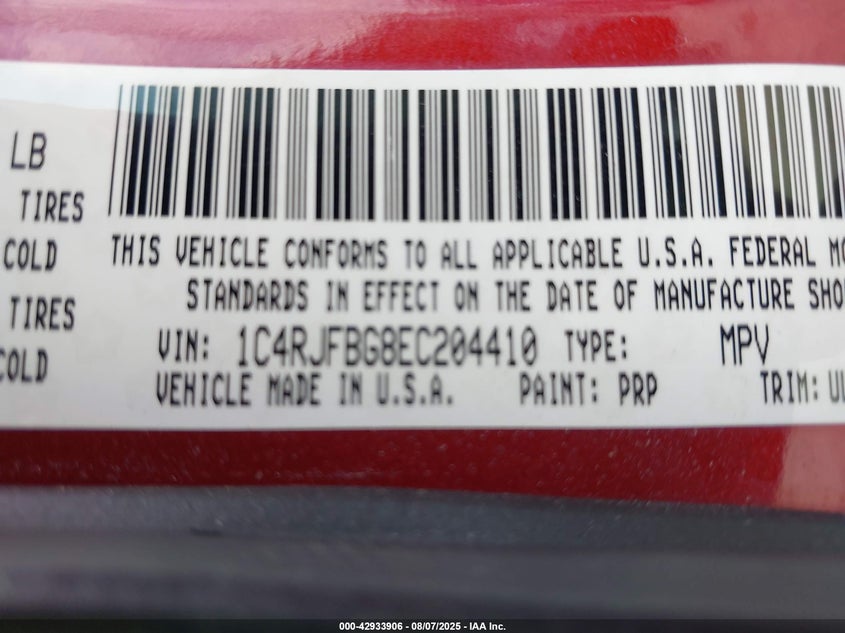 LB
TIRES
COLD
TIRES
COLD
THIS VEHICLE CONFORMS TO ALL APPLICABLE U.S.A. FEDERAL MO
STANDARDS IN EFFECT ON THE DATE OF MANUFACTURE SHO
VIN: 1C4RJFBG8EC204410 TYPE: MPV
VEHICLE MADE IN U.S.A. PAINT: PRP TRIM: UL
000-42933906 - 08/07/2025 - IAA Inc.